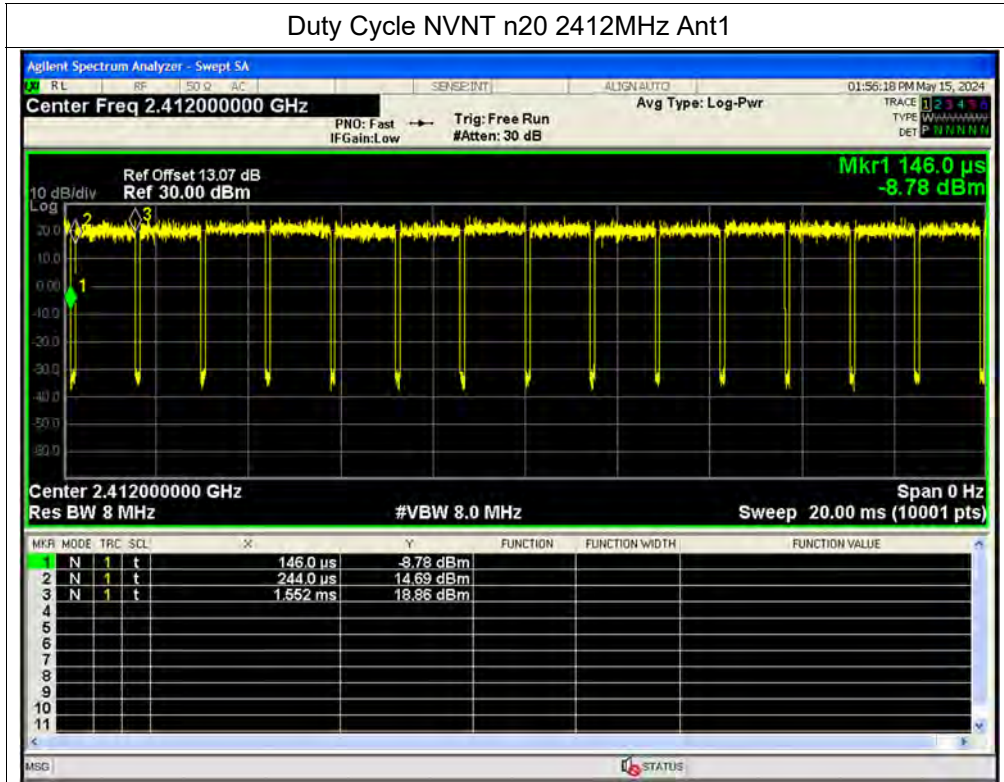 Duty Cycle NVNT n20 2412MHz Ant1
Agilent Spectrum Analyzer - Swept SA
RL RF 50 Ω AC SENSE:INT ALIGN AUTO 01:56:18 PM May 15, 2024
Center Freq 2.412000000 GHz Avg Type: Log-Pwr TRACE 1 2 3 4 5 6
PNO: Fast Trig: Free Run TYPE W
IFGain:Low #Atten: 30 dB DET P N N N N N
Mkr1 146.0 µs
Ref Offset 13.07 dB -8.78 dBm
10 dB/div Ref 30.00 dBm
Log
20.0
10.0
0.00
-10.0
-20.0
-30.0
-40.0
-50.0
-60.0
2
3
1
Center 2.412000000 GHz Span 0 Hz
Res BW 8 MHz #VBW 8.0 MHz Sweep 20.00 ms (10001 pts)
MKR MODE TRC SCL X Y FUNCTION FUNCTION WIDTH FUNCTION VALUE
1 N 1 t 146.0 µs -8.78 dBm
2 N 1 t 244.0 µs 14.69 dBm
3 N 1 t 1.552 ms 18.86 dBm
4
5
6
7
8
9
10
11
MSG STATUS